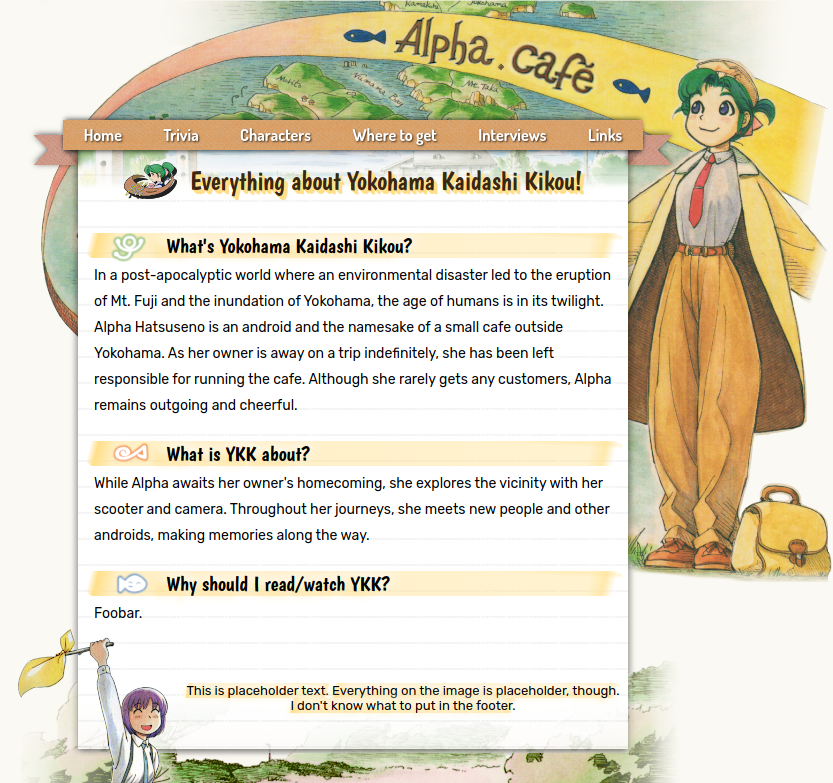 Kamakura Yokohama
Alpha.café
Yamama Bay
Mt. Taka
Home Trivia Characters Where to get Interviews Links
Everything about Yokohama Kaidashi Kikou!
What's Yokohama Kaidashi Kikou?
In a post-apocalyptic world where an environmental disaster led to the eruption
of Mt. Fuji and the inundation of Yokohama, the age of humans is in its twilight.
Alpha Hatsuseno is an android and the namesake of a small cafe outside
Yokohama. As her owner is away on a trip indefinitely, she has been left
responsible for running the cafe. Although she rarely gets any customers, Alpha
remains outgoing and cheerful.
What is YKK about?
While Alpha awaits her owner's homecoming, she explores the vicinity with her
scooter and camera. Throughout her journeys, she meets new people and other
androids, making memories along the way.
Why should I read/watch YKK?
Foobar.
This is placeholder text. Everything on the image is placeholder, though.
I don't know what to put in the footer.